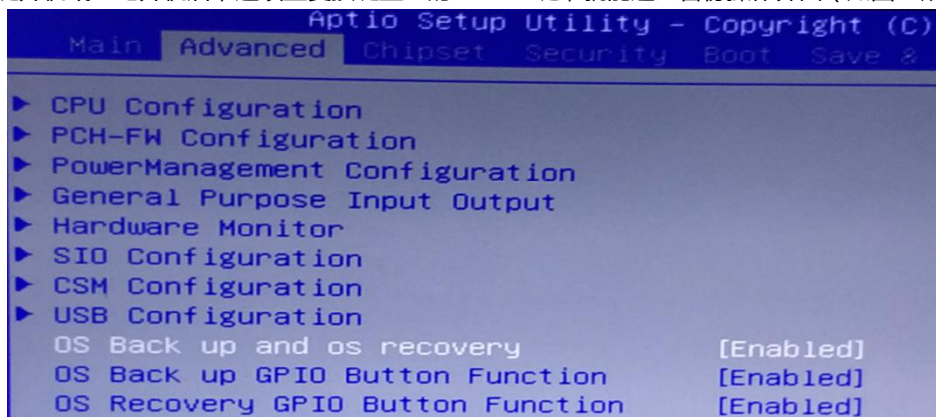 Aptio Setup Utility – Copyright (C)
Main Advanced Chipset Security Boot Save &
▶ CPU Configuration
▶ PCH-FW Configuration
▶ PowerManagement Configuration
▶ General Purpose Input Output
▶ Hardware Monitor
▶ SIO Configuration
▶ CSM Configuration
▶ USB Configuration
OS Back up and os recovery [Enabled]
OS Back up GPIO Button Function [Enabled]
OS Recovery GPIO Button Function [Enabled]